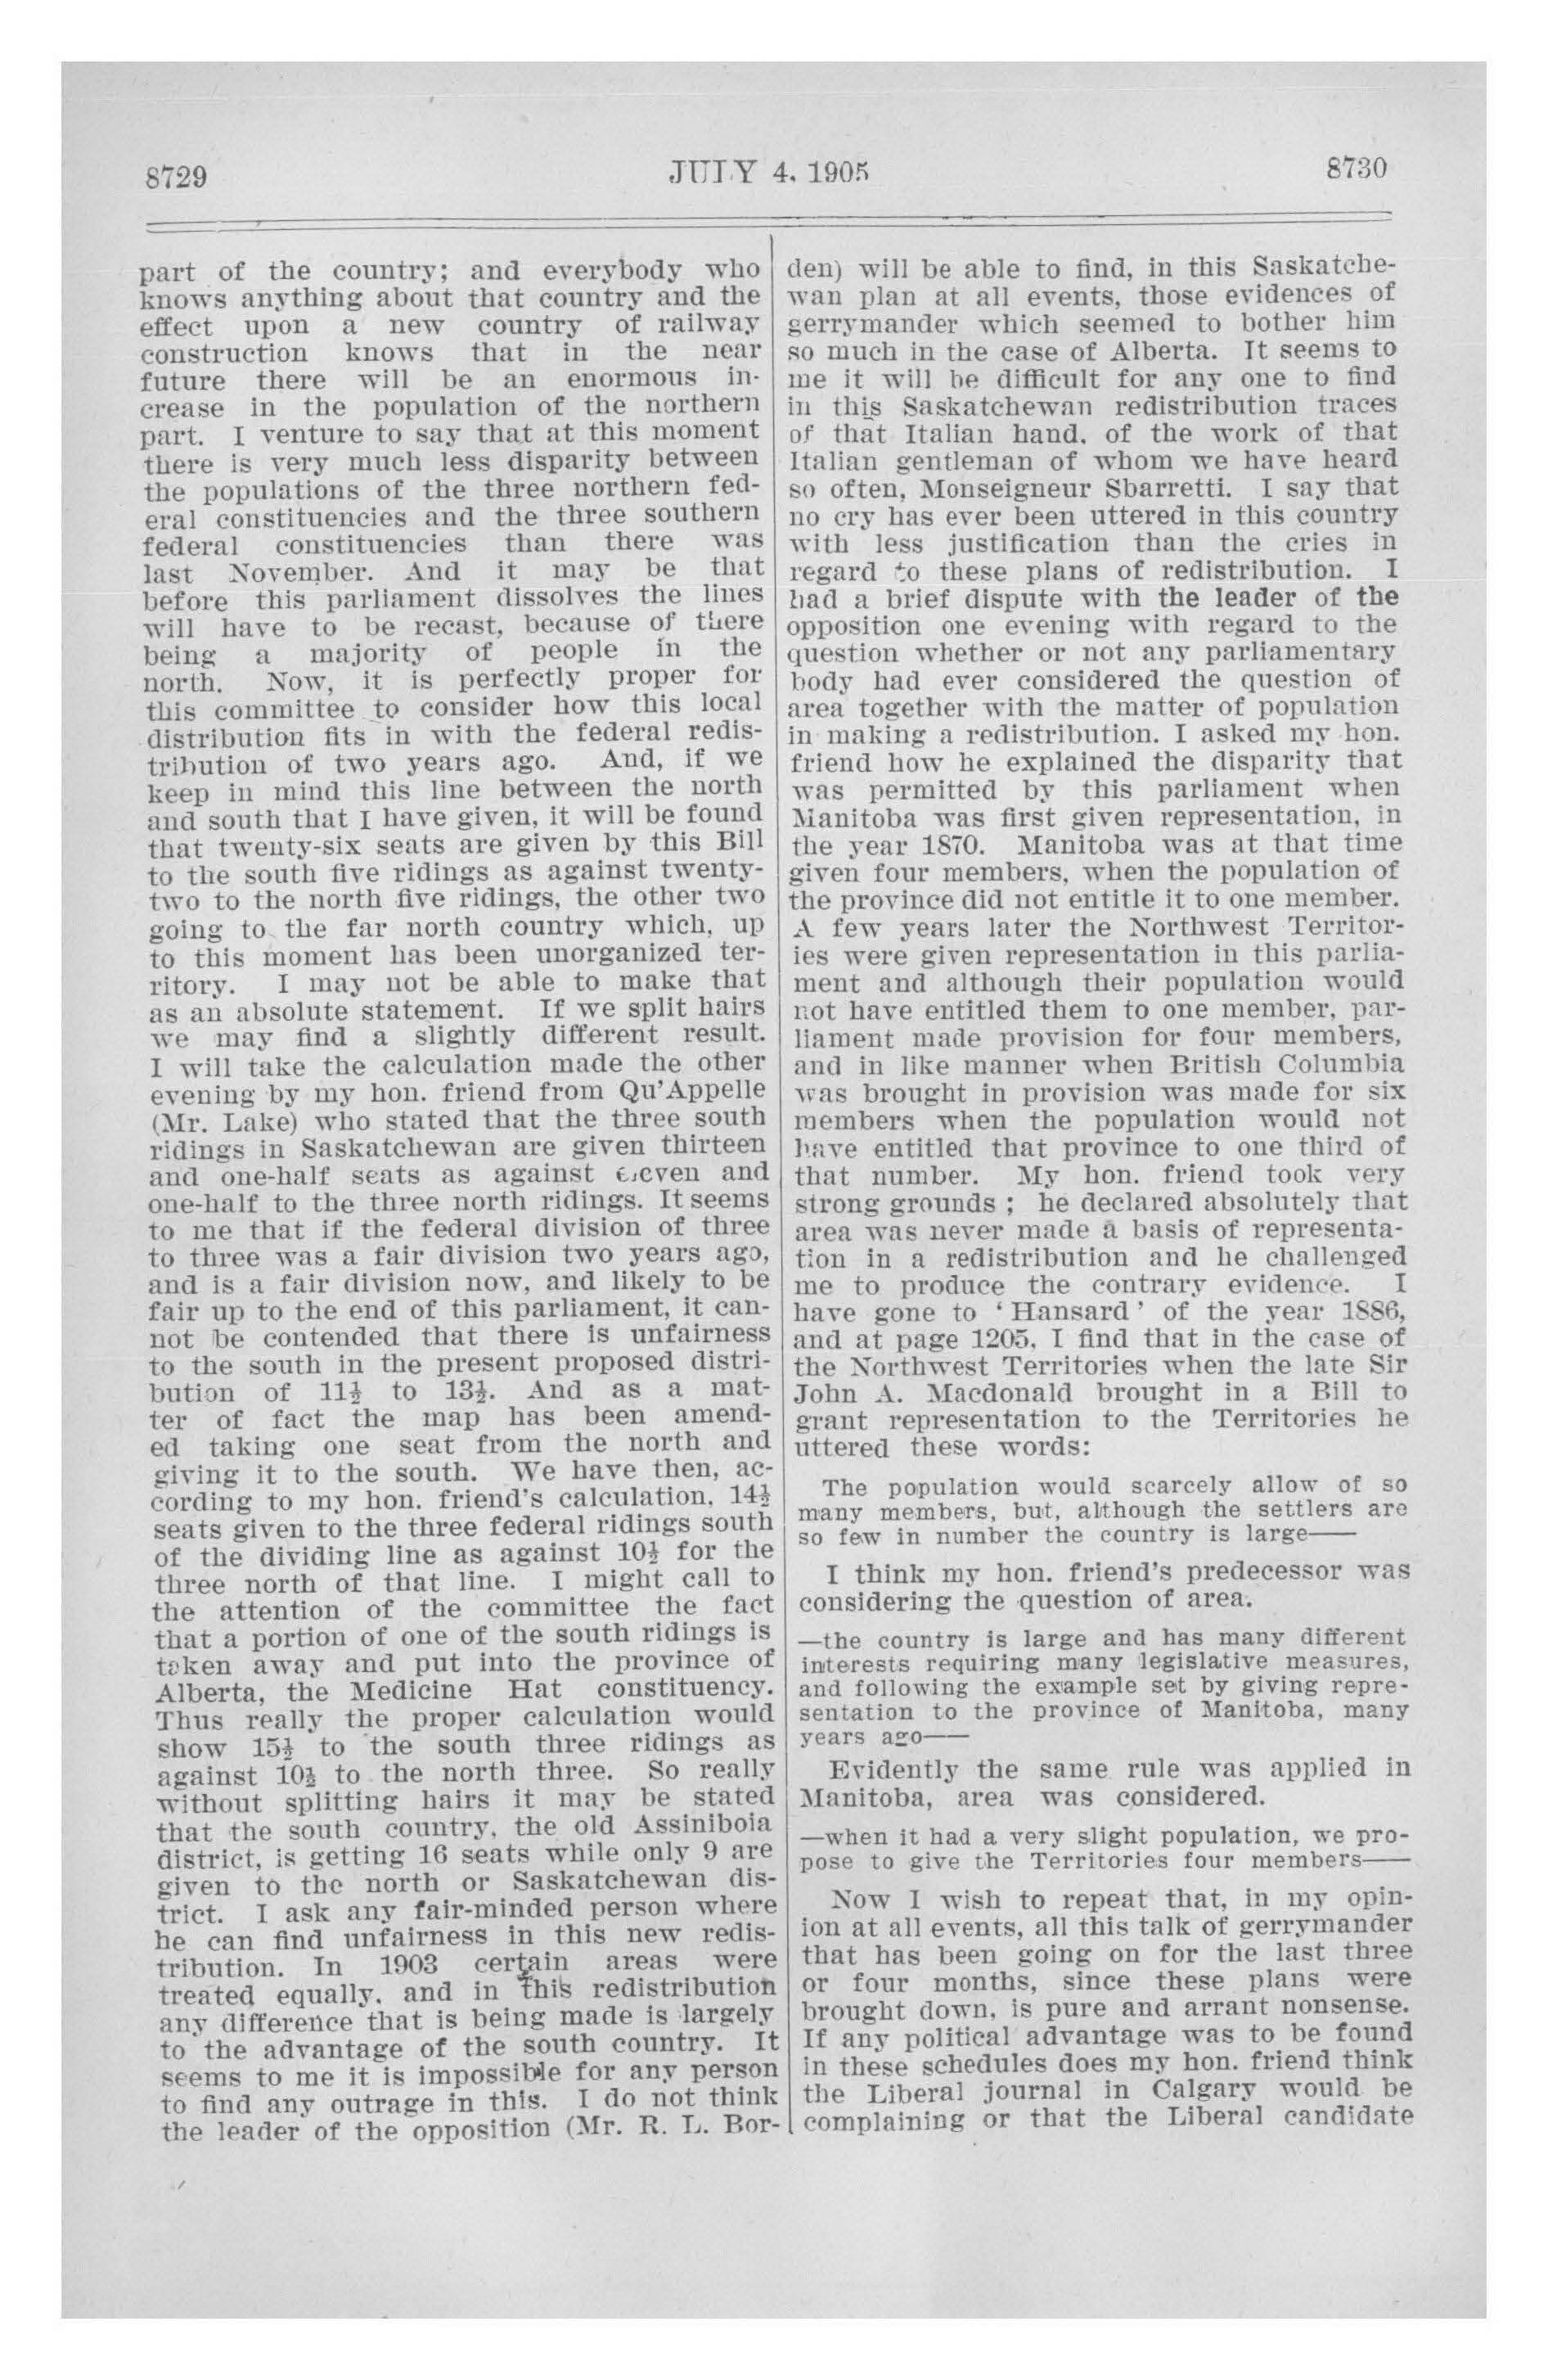 8729
JULY 4, 1905
8730
part of the country; and everybody who
knows anything about that country and the
effect upon a new country of railway
construction knows that in the near
future there will be an enormous in-
crease in the population of the northern
part. I venture to say that at this moment
there is very much less disparity between
the populations of the three northern fed-
eral constituencies and the three southern
federal constituencies than there was
last November. And it may be that
before this parliament dissolves the lines
will have to be recast, because of there
being a majority of people in the
north. Now, it is perfectly proper for
this committee to consider how this local
distribution fits in with the federal redis-
tribution of two years ago. And, if we
keep in mind this line between the north
and south that I have given, it will be found
that twenty-six seats are given by this Bill
to the south five ridings as against twenty-
two to the north five ridings, the other two
going to the far north country which, up
to this moment has been unorganized ter-
ritory. I may not be able to make that
as an absolute statement. If we split hairs
we may find a slightly different result.
I will take the calculation made the other
evening by my hon. friend from Qu'Appelle
(Mr. Lake) who stated that the three south
ridings in Saskatchewan are given thirteen
and one-half seats as against eleven and
one-half to the three north ridings. It seems
to me that if the federal division of three
to three was a fair division two years ago,
and is a fair division now, and likely to be
fair up to the end of this parliament, it can-
not be contended that there is unfairness
to the south in the present proposed distri-
bution of 11½ to 13½. And as a mat-
ter of fact the map has been amend-
ed taking one seat from the north and
giving it to the south. We have then, ac-
cording to my hon. friend's calculation, 14½
seats given to the three federal ridings south
of the dividing line as against 10½ for the
three north of that line. I might call to
the attention of the committee the fact
that a portion of one of the south ridings is
taken away and put into the province of
Alberta, the Medicine Hat constituency.
Thus really the proper calculation would
show 15½ to the south three ridings as
against 10½ to the north three. So really
without splitting hairs it may be stated
that the south country, the old Assiniboia
district, is getting 16 seats while only 9 are
given to the north or Saskatchewan dis-
trict. I ask any fair-minded person where
he can find unfairness in this new redis-
tribution. In 1903 certain areas were
treated equally, and in this redistribution
any difference that is being made is largely
to the advantage of the south country. It
seems to me it is impossible for any person
to find any outrage in this. I do not think
the leader of the opposition (Mr. R. L. Bor-
den) will be able to find, in this Saskatche-
wan plan at all events, those evidences of
gerrymander which seemed to bother him
so much in the case of Alberta. It seems to
me it will be difficult for any one to find
in this Saskatchewan redistribution traces
of that Italian hand, of the work of that
Italian gentleman of whom we have heard
so often, Monseigneur Sbarretti. I say that
no cry has ever been uttered in this country
with less justification than the cries in
regard to these plans of redistribution. I
had a brief dispute with the leader of the
opposition one evening with regard to the
question whether or not any parliamentary
body had ever considered the question of
area together with the matter of population
in making a redistribution. I asked my hon.
friend how he explained the disparity that
was permitted by this parliament when
Manitoba was first given representation, in
the year 1870. Manitoba was at that time
given four members, when the population of
the province did not entitle it to one member.
A few years later the Northwest Territor-
ies were given representation in this parlia-
ment and although their population would
not have entitled them to one member, par-
liament made provision for four members,
and in like manner when British Columbia
was brought in provision was made for six
members when the population would not
have entitled that province to one third of
that number. My hon. friend took very
strong grounds ; he declared absolutely that
area was never made a basis of representa-
tion in a redistribution and he challenged
me to produce the contrary evidence. I
have gone to ' Hansard ' of the year 1886,
and at page 1205, I find that in the case of
the Northwest Territories when the late Sir
John A. Macdonald brought in a Bill to
grant representation to the Territories he
uttered these words:
The population would scarcely allow of so
many members, but, although the settlers are
so few in number the country is large——
I think my hon. friend's predecessor was
considering the question of area.
—the country is large and has many different
interests requiring many legislative measures,
and following the example set by giving repre-
sentation to the province of Manitoba, many
years ago——
Evidently the same rule was applied in
Manitoba, area was considered.
—when it had a very slight population, we pro-
pose to give the Territories four members——
Now I wish to repeat that, in my opin-
ion at all events, all this talk of gerrymander
that has been going on for the last three
or four months, since these plans were
brought down, is pure and arrant nonsense.
If any political advantage was to be found
in these schedules does my hon. friend think
the Liberal journal in Calgary would be
complaining or that the Liberal candidate